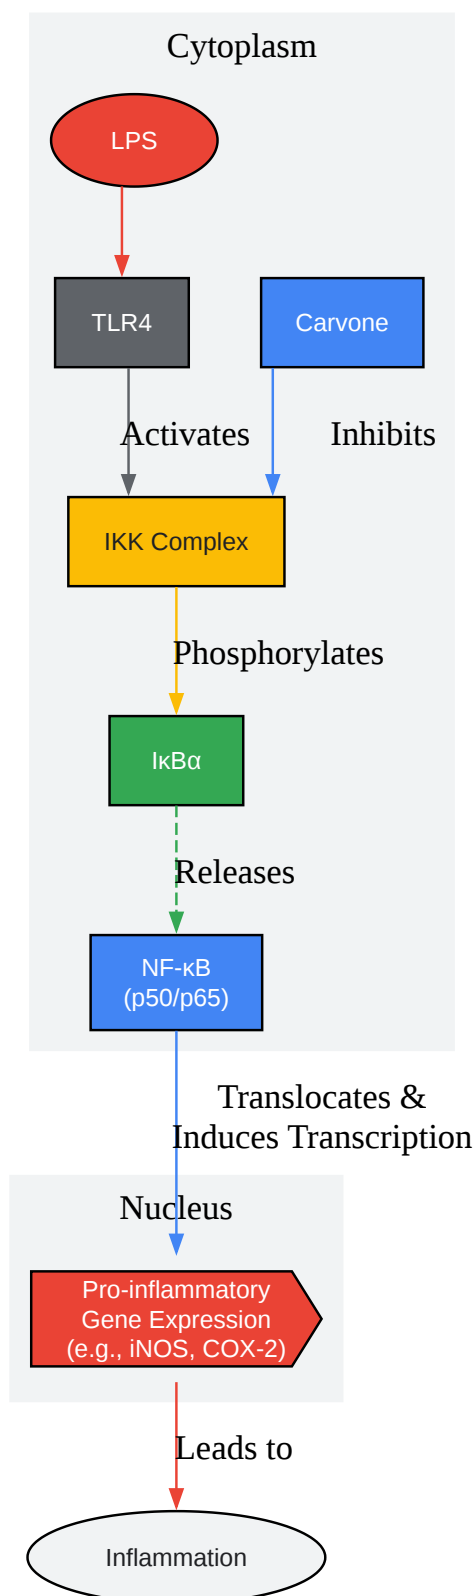 Cytoplasm
LPS
TLR4
Carvone
Activates
Inhibits
IKK Complex
Phosphorylates
IκBα
Releases
NF-κB
(p50/p65)
Translocates &
Induces Transcription
Nucleus
Pro-inflammatory
Gene Expression
(e.g., iNOS, COX-2)
Leads to
Inflammation